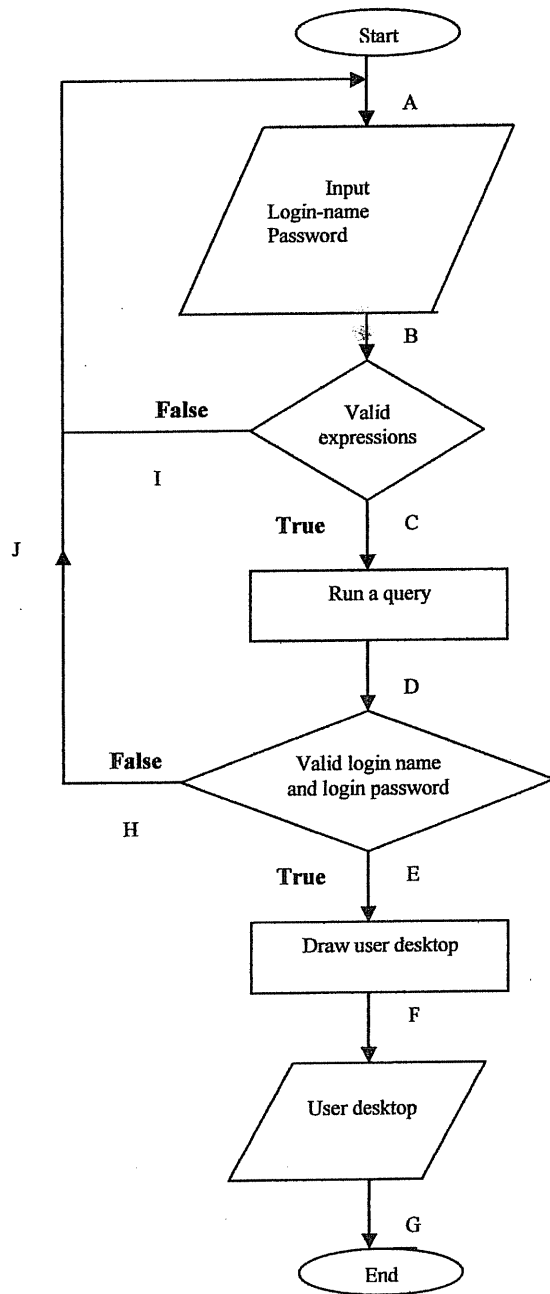 Start
A
Input
Login-name
Password
B
False
Valid
expressions
I
True
C
J
Run a query
D
False
Valid login name
and login password
H
True
E
Draw user desktop
F
User desktop
G
End